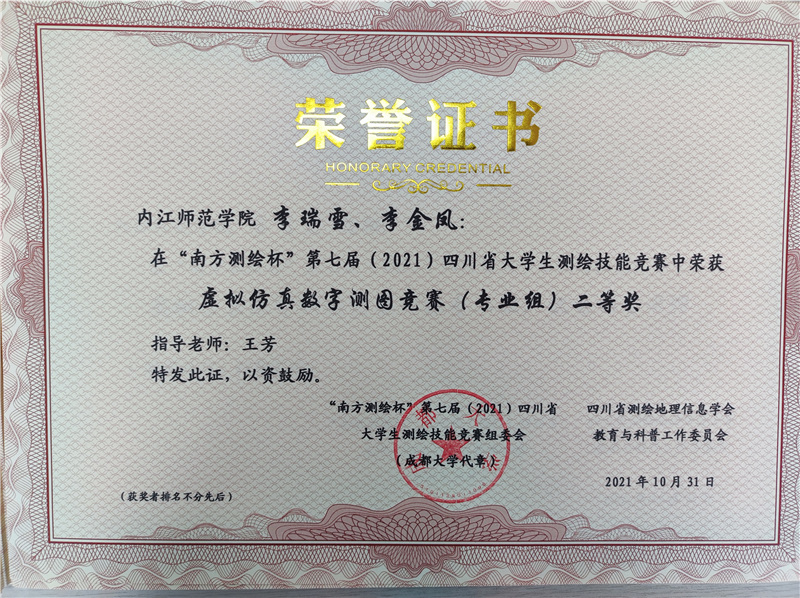 荣誉证书
HONORARY CREDENTIAL
内江师范学院 李瑞雪、李金凤：
在“南方测绘杯”第七届（2021）四川省大学生测绘技能竞赛中荣获
虚拟仿真数字测图竞赛（专业组）二等奖
指导老师：王芳
特发此证，以资鼓励。
“南方测绘杯”第七届（2021）四川省
大学生测绘技能竞赛组委会
（成都大学代章）
四川省测绘地理信息学会
教育与科普工作委员会
2021年10月31日
（获奖者排名不分先后）
成都大学